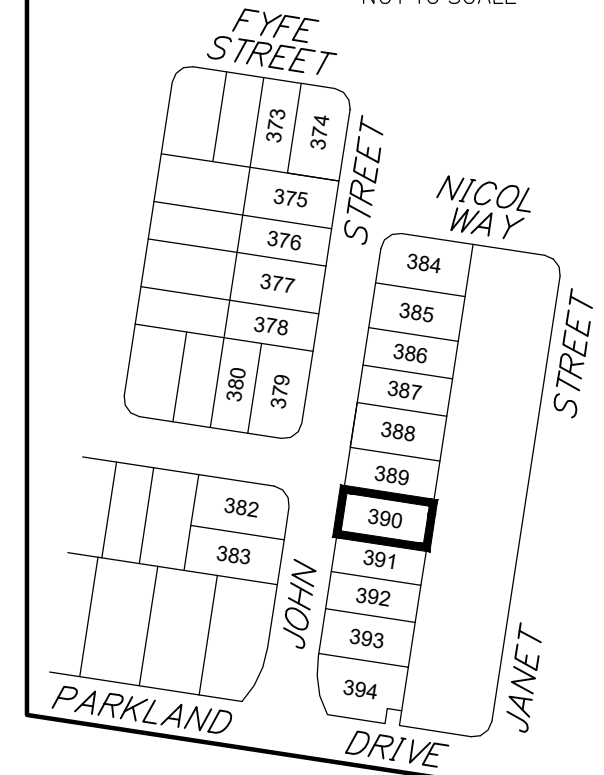 NOT TO SCALE
FYFE
STREET
373
374
STREET
375
376
377
378
380
379
NICOL
WAY
384
385
386
387
388
389
390
391
392
393
394
STREET
382
383
JOHN
JANET
PARKLAND
DRIVE